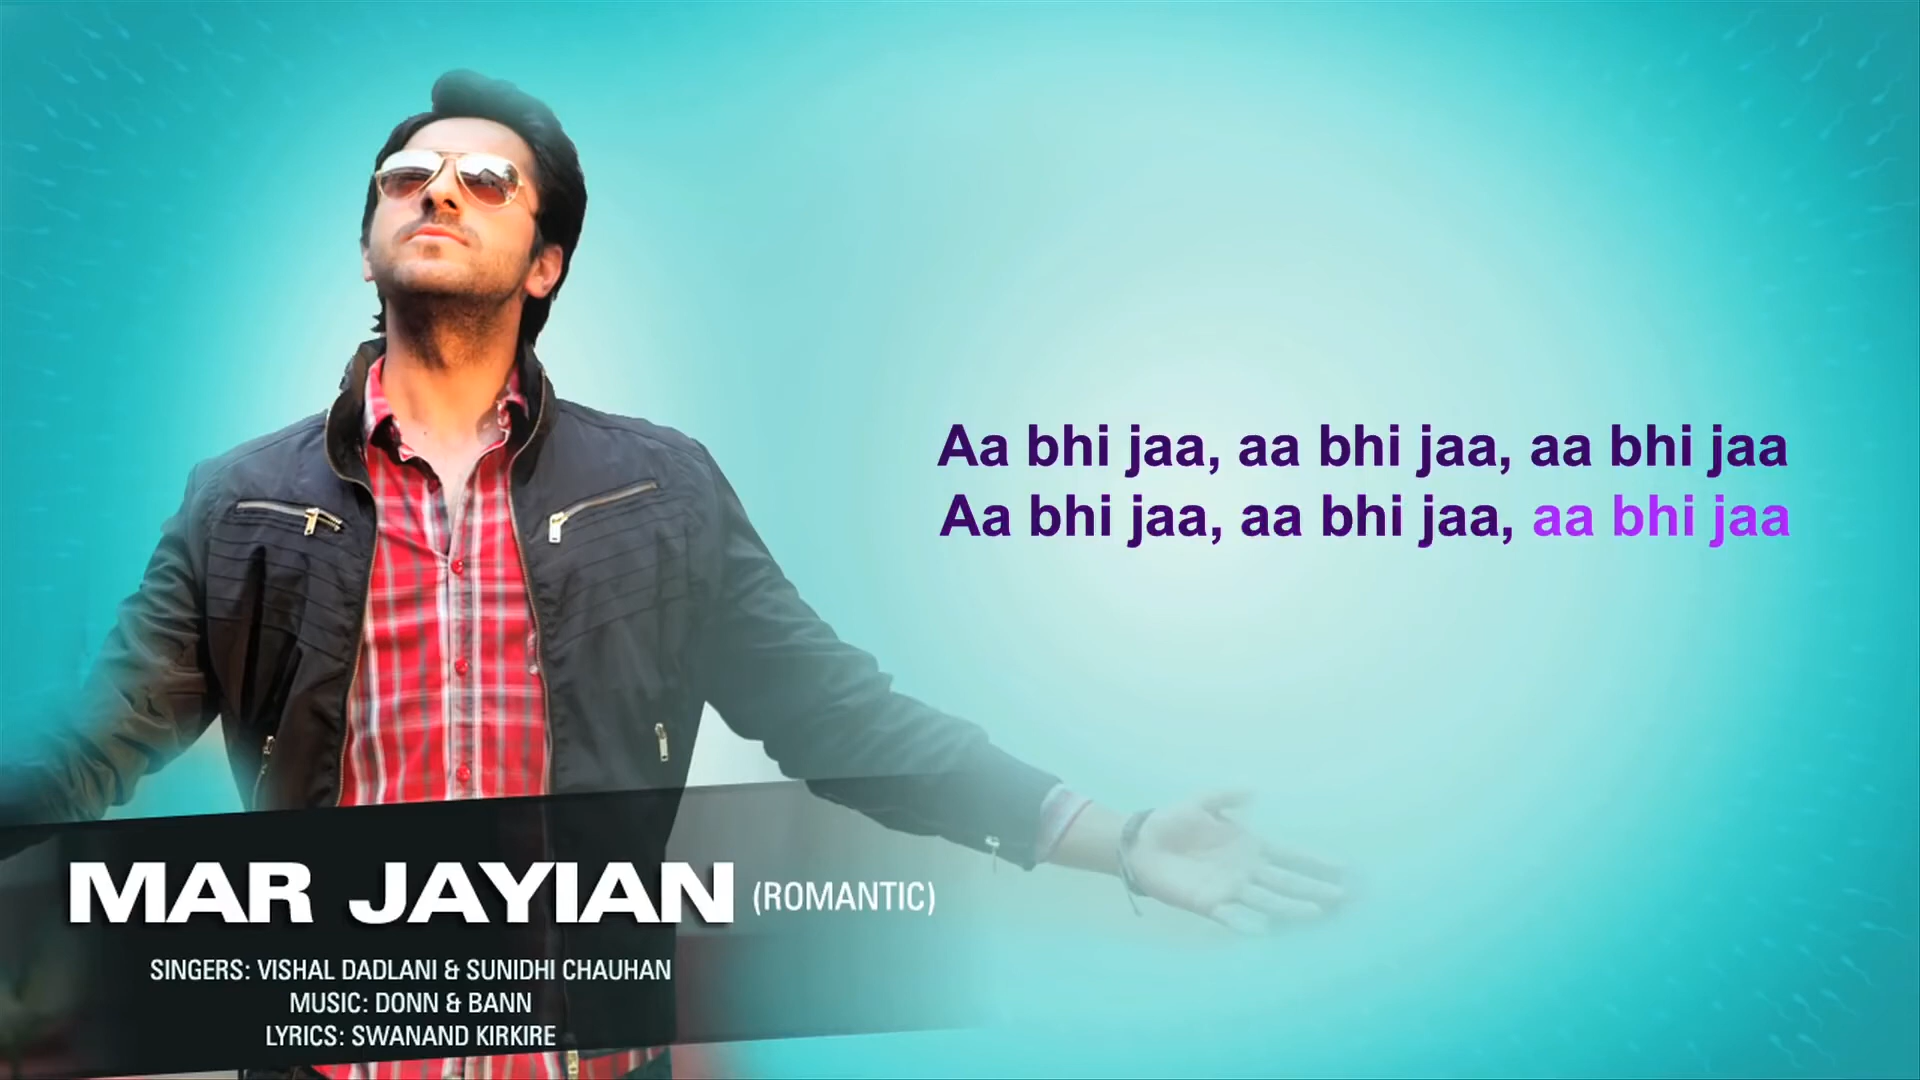 Aa bhi jaa, aa bhi jaa, aa bhi jaa
Aa bhi jaa, aa bhi jaa, aa bhi jaa
MAR JAYIAN (ROMANTIC)
SINGERS: VISHAL DADLANI & SUNIDHI CHAUHAN
MUSIC: DONN & BANN
LYRICS: SWANAND KIRKIRE